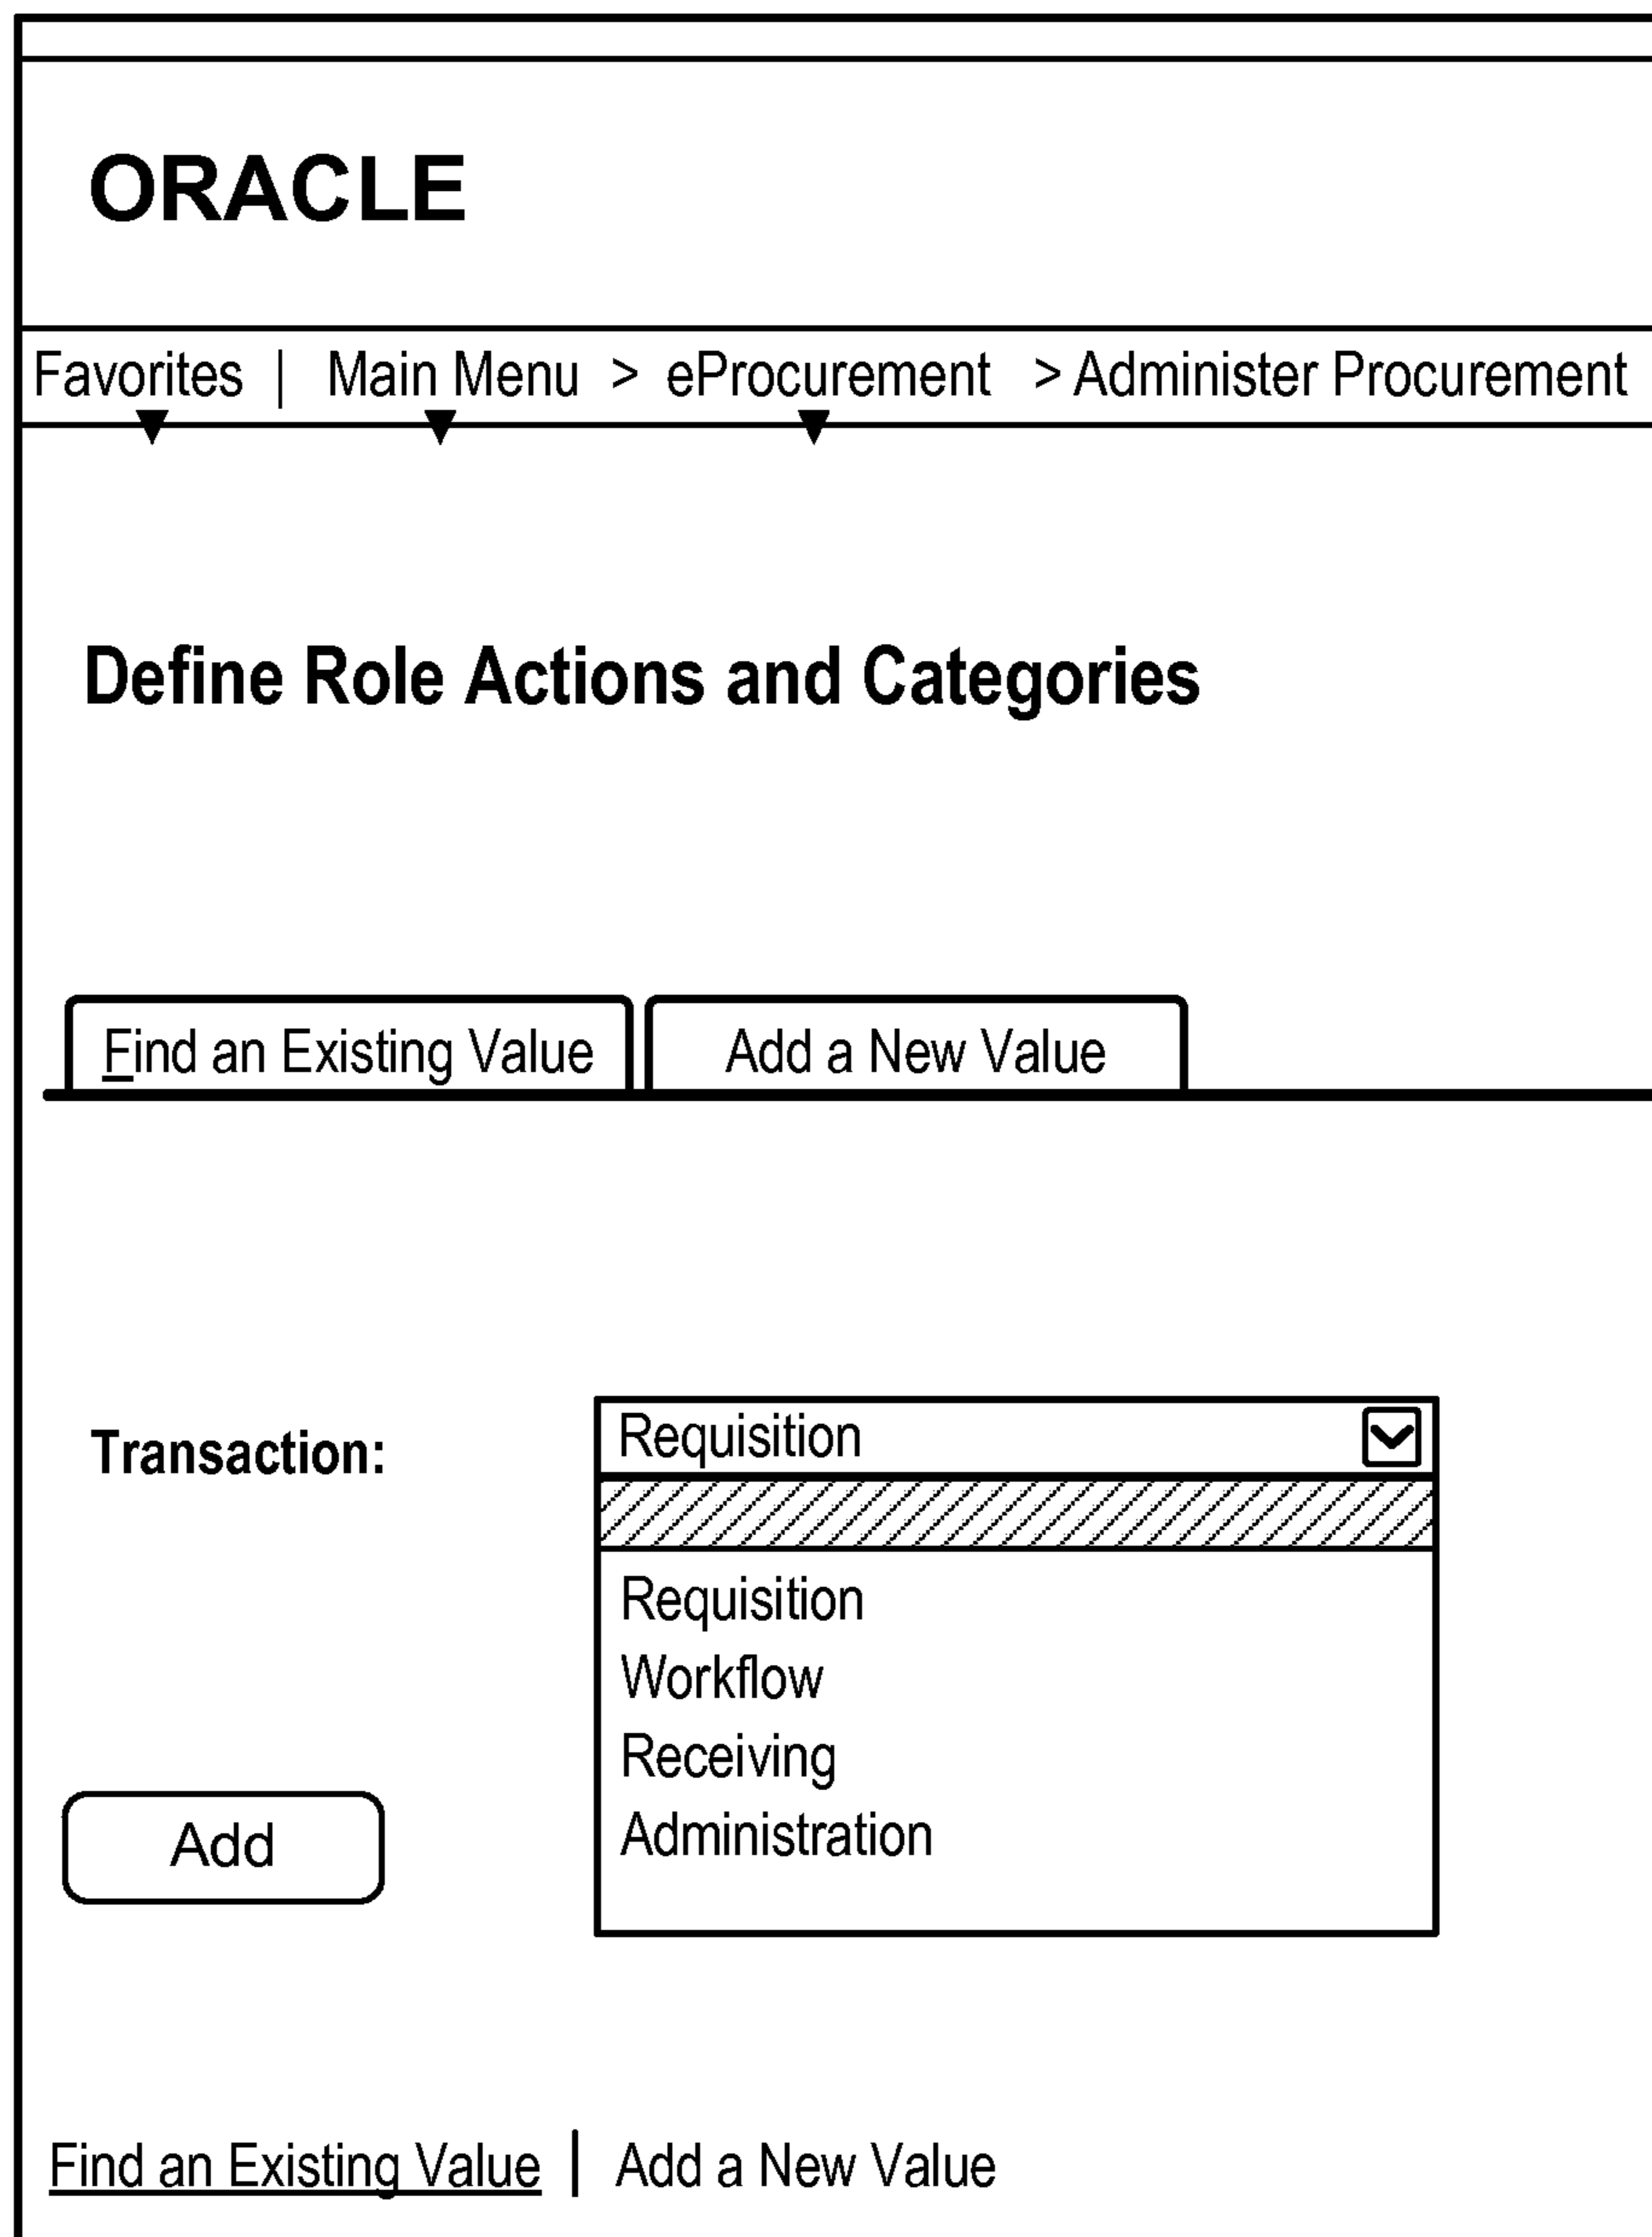 ORACLE
Favorites | Main Menu > eProcurement > Administer Procurement
Define Role Actions and Categories
Find an Existing Value Add a New Value
Transaction: Requisition
Requisition
Workflow
Receiving
Administration
Add
Find an Existing Value | Add a New Value